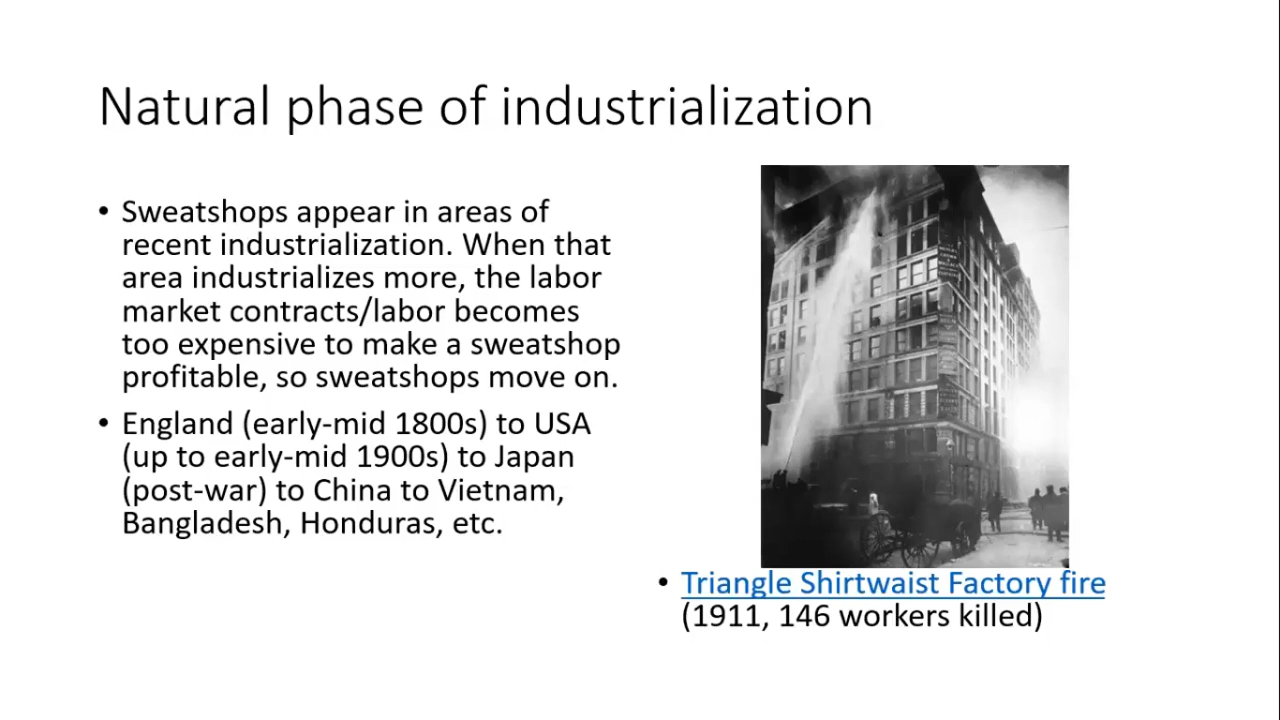 Natural phase of industrialization
• Sweatshops appear in areas of
recent industrialization. When that
area industrializes more, the labor
market contracts/labor becomes
too expensive to make a sweatshop
profitable, so sweatshops move on.
• England (early-mid 1800s) to USA
(up to early-mid 1900s) to Japan
(post-war) to China to Vietnam,
Bangladesh, Honduras, etc.
• Triangle Shirtwaist Factory fire
(1911, 146 workers killed)